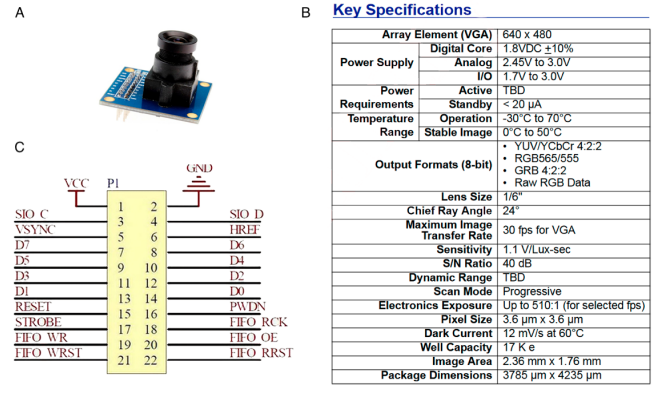 A
B
Key Specifications
Array Element (VGA) 640 x 480
Power Supply Digital Core 1.8VDC ±10%
Analog 2.45V to 3.0V
I/O 1.7V to 3.0V
Power Requirements Active TBD
Standby < 20 µA
Temperature Range Operation -30°C to 70°C
Stable Image 0°C to 50°C
Output Formats (8-bit) • YUV/YCbCr 4:2:2
• RGB565/555
• GRB 4:2:2
• Raw RGB Data
Lens Size 1/6"
Chief Ray Angle 24°
Maximum Image Transfer Rate 30 fps for VGA
Sensitivity 1.1 V/Lux-sec
S/N Ratio 40 dB
Dynamic Range TBD
Scan Mode Progressive
Electronics Exposure Up to 510:1 (for selected fps)
Pixel Size 3.6 µm x 3.6 µm
Dark Current 12 mV/s at 60°C
Well Capacity 17 K e
Image Area 2.36 mm x 1.76 mm
Package Dimensions 3785 µm x 4235 µm
C
VCC P1 GND
1 2
SIO C 3 4 SIO D
VSYNC 5 6 HREF
D7 7 8 D6
D5 9 10 D4
D3 11 12 D2
D1 13 14 D0
RESET 15 16 PWDN
STROBE 17 18 FIFO RCK
FIFO WR 19 20 FIFO OE
FIFO WRST 21 22 FIFO RRST